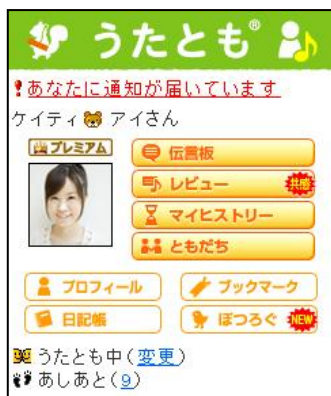 うたとも®
あなたに通知が届いています
ケイティ アイさん
プレミアム
伝言板
レビュー 共感
マイヒストリー
ともだち
プロフィール ブックマーク
日記帳 ぽつろぐ NEW
うたとも中(変更)
あしあと(9)